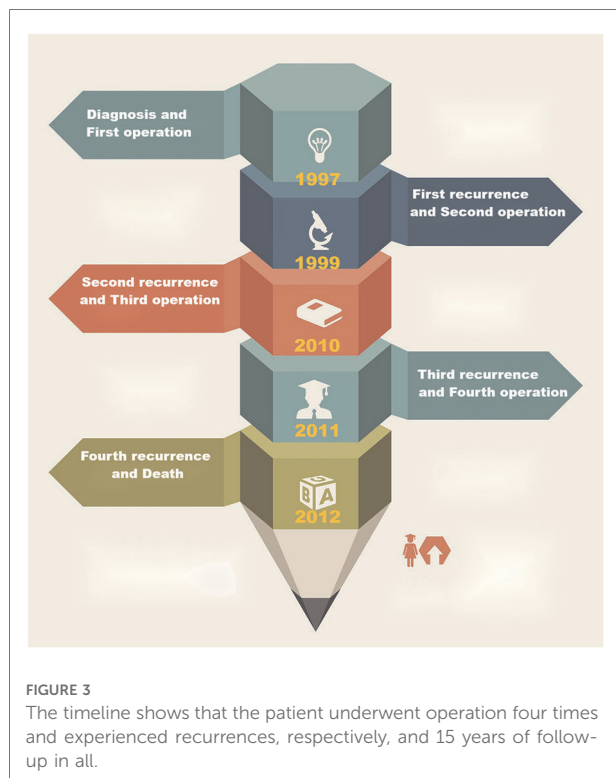 Diagnosis and
First operation
1997
First recurrence
and Second operation
1999
Second recurrence
and Third operation
2010
Third recurrence
and Fourth operation
2011
Fourth recurrence
and Death
B G A
2012
FIGURE 3
The timeline shows that the patient underwent operation four times
and experienced recurrences, respectively, and 15 years of follow-
up in all.